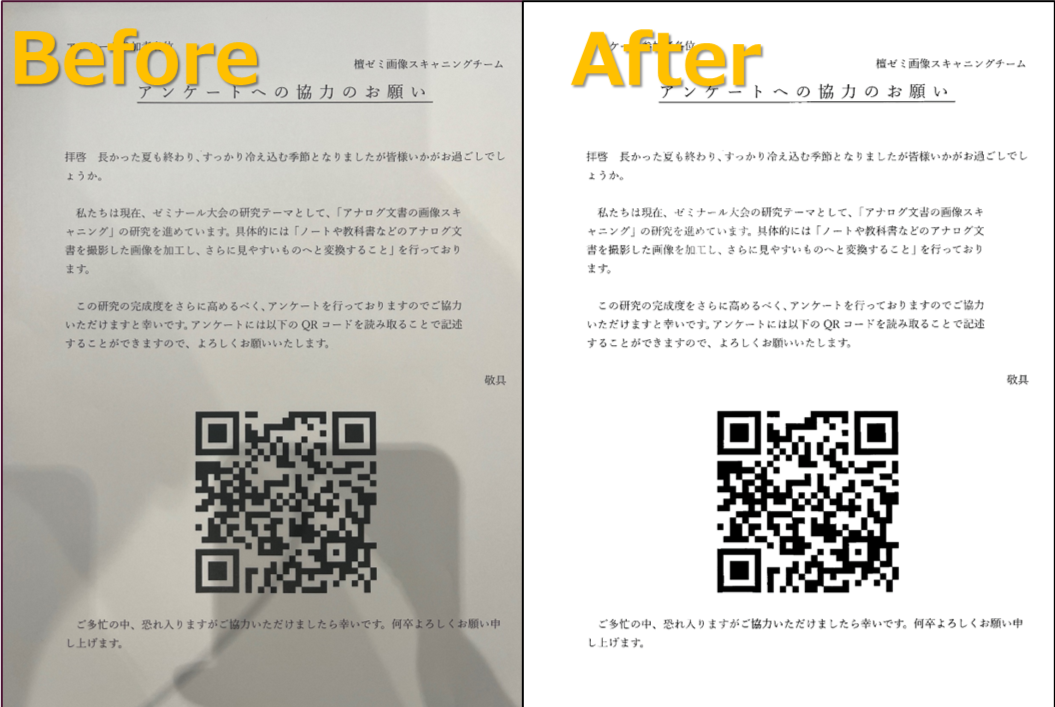 Before
檀ゼミ画像スキャニングチーム
アンケートへの協力のお願い
拝啓　長かった夏も終わり、すっかり冷え込む季節となりましたが皆様いかがお過ごしでし
ょうか。
私たちは現在、ゼミナール大会の研究テーマとして、「アナログ文書の画像スキ
ャニング」の研究を進めています。具体的には「ノートや教科書などのアナログ文
書を撮影した画像を加工し、さらに見やすいものへと変換すること」を行っており
ます。
この研究の完成度をさらに高めるべく、アンケートを行っておりますのでご協力
いただけますと幸いです。アンケートには以下の QR コードを読み取ることで記述
することができますので、よろしくお願いいたします。
敬具
ご多忙の中、恐れ入りますがご協力いただけましたら幸いです。何卒よろしくお願い申
し上げます。
After
檀ゼミ画像スキャニングチーム
アンケートへの協力のお願い
拝啓　長かった夏も終わり、すっかり冷え込む季節となりましたが皆様いかがお過ごしでし
ょうか。
私たちは現在、ゼミナール大会の研究テーマとして、「アナログ文書の画像スキ
ャニング」の研究を進めています。具体的には「ノートや教科書などのアナログ文
書を撮影した画像を加工し、さらに見やすいものへと変換すること」を行っており
ます。
この研究の完成度をさらに高めるべく、アンケートを行っておりますのでご協力
いただけますと幸いです。アンケートには以下の QR コードを読み取ることで記述
することができますので、よろしくお願いいたします。
敬具
ご多忙の中、恐れ入りますがご協力いただけましたら幸いです。何卒よろしくお願い申
し上げます。